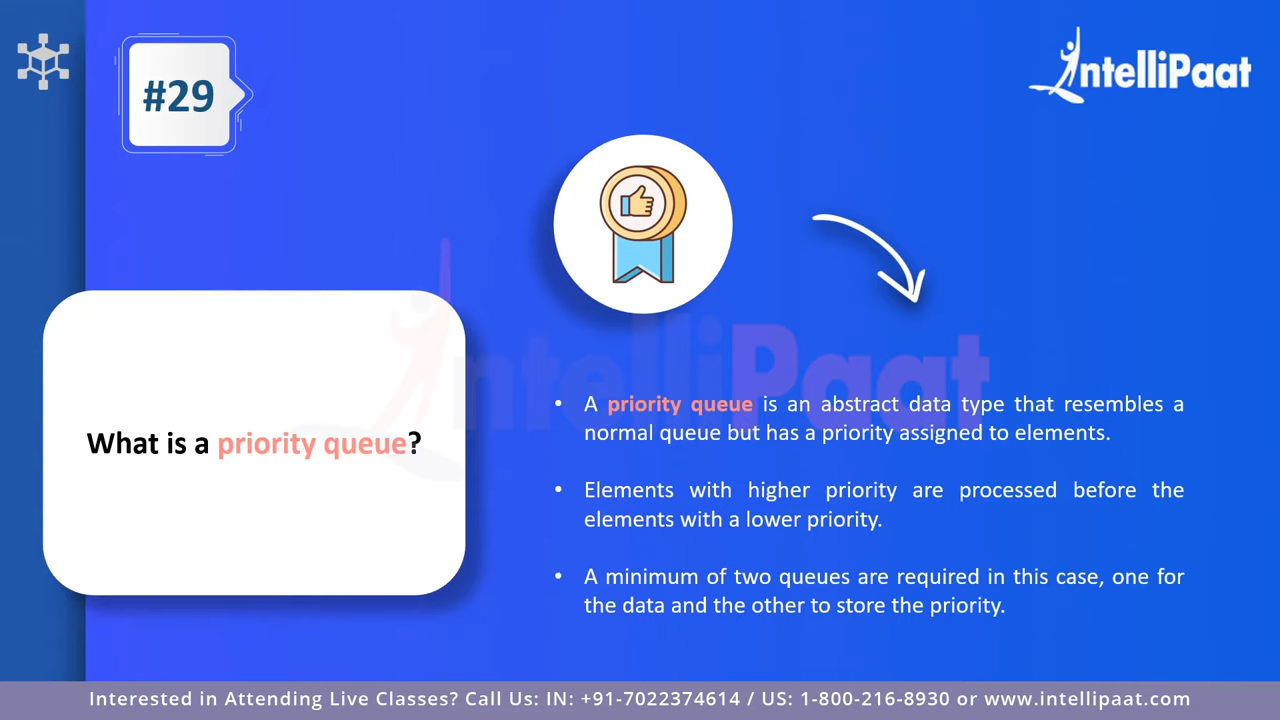 #29
IntelliPaat
What is a priority queue?
IntelliPaat
• A priority queue is an abstract data type that resembles a
normal queue but has a priority assigned to elements.
• Elements with higher priority are processed before the
elements with a lower priority.
• A minimum of two queues are required in this case, one for
the data and the other to store the priority.
Interested in Attending Live Classes? Call Us: IN: +91-7022374614 / US: 1-800-216-8930 or www.intellipaat.com